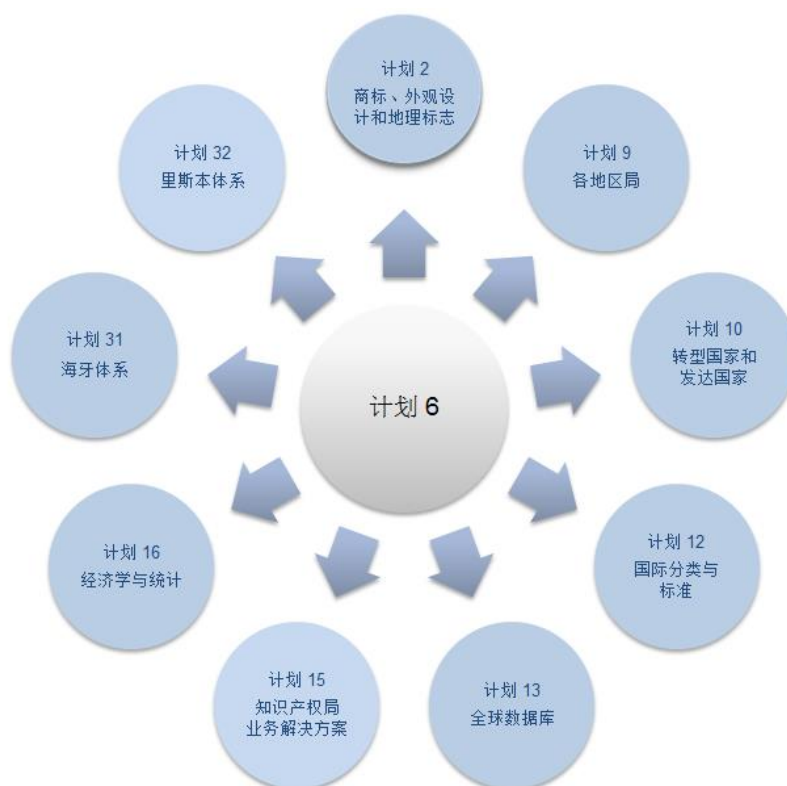 计划 2
商标、外观设
计和地理标志
计划 9
各地区局
计划 10
转型国家和
发达国家
计划 12
国际分类与
标准
计划 13
全球数据库
计划 15
知识产权局
业务解决方案
计划 16
经济学与统计
计划 31
海牙体系
计划 32
里斯本体系
计划 6